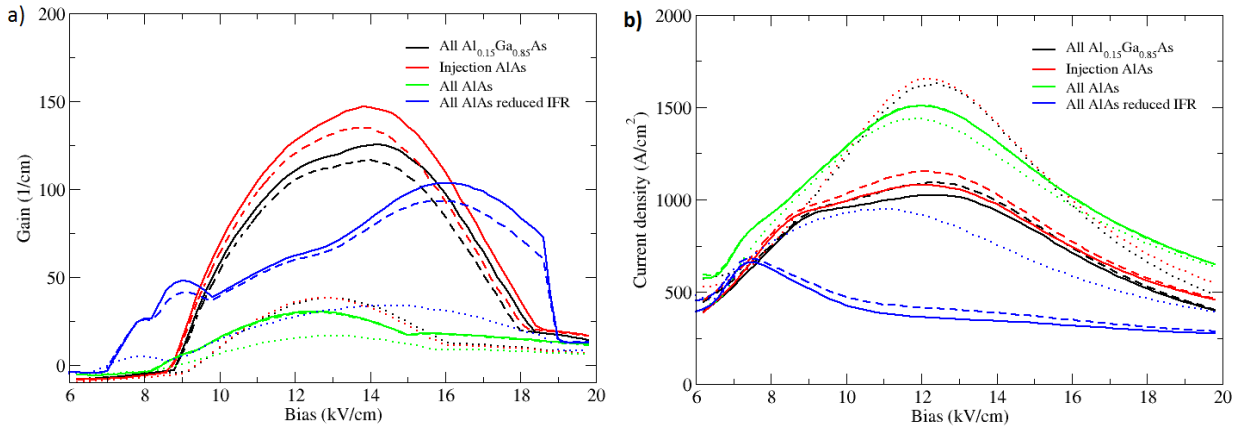 a)
All Al0.15Ga0.85As
Injection AlAs
All AlAs
All AlAs reduced IFR
200
150
100
50
0
Gain (1/cm)
6 8 10 12 14 16 18 20
Bias (kV/cm)
b)
All Al0.15Ga0.85As
Injection AlAs
All AlAs
All AlAs reduced IFR
2000
1500
1000
500
0
Current density (A/cm2)
6 8 10 12 14 16 18 20
Bias (kV/cm)